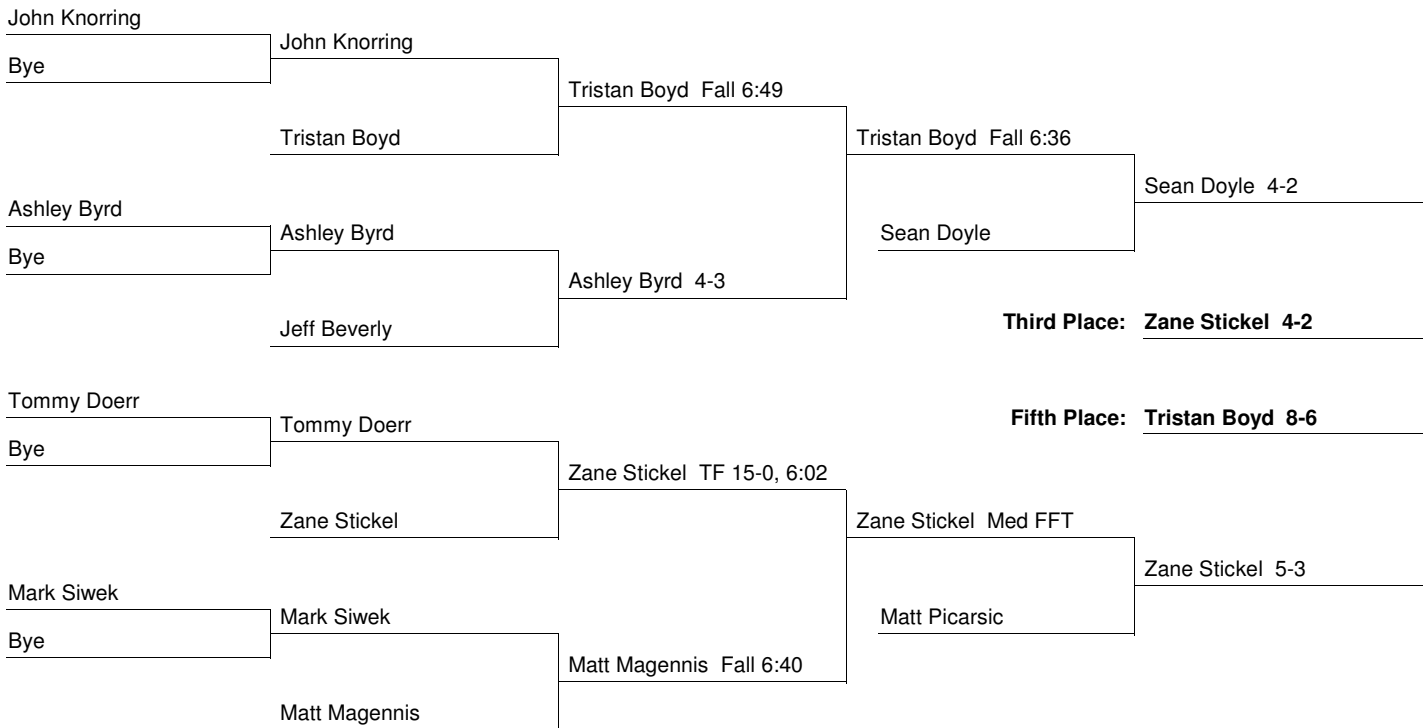 John Knorring
John Knorring
Bye
Tristan Boyd  Fall 6:49
Tristan Boyd
Tristan Boyd  Fall 6:36
Sean Doyle  4-2
Ashley Byrd
Ashley Byrd
Sean Doyle
Bye
Ashley Byrd  4-3
Jeff Beverly
Third Place:  Zane Stickel  4-2
Tommy Doerr
Tommy Doerr
Fifth Place:  Tristan Boyd  8-6
Bye
Zane Stickel  TF 15-0, 6:02
Zane Stickel
Zane Stickel  Med FFT
Zane Stickel  5-3
Mark Siwek
Mark Siwek
Matt Picarsic
Bye
Matt Magennis  Fall 6:40
Matt Magennis